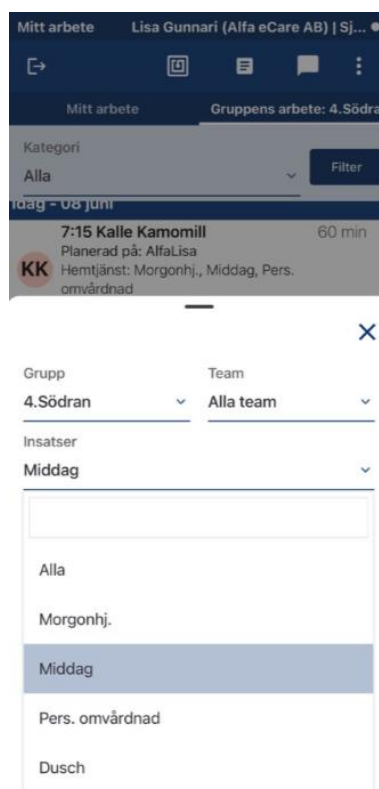 Mitt arbete Lisa Gunnari (Alfa eCare AB) | Sj...
Mitt arbete Gruppens arbete: 4.Södra
Kategori
Alla
Filter
idag - 08 juni
7:15 Kalle Kamomill 60 min
Planerad på: AlfaLisa
KK Hemtjänst: Morgonhj., Middag, Pers.
omvårdnad
Grupp Team
4.Södran Alla team
Insatser
Middag
Alla
Morgonhj.
Middag
Pers. omvårdnad
Dusch